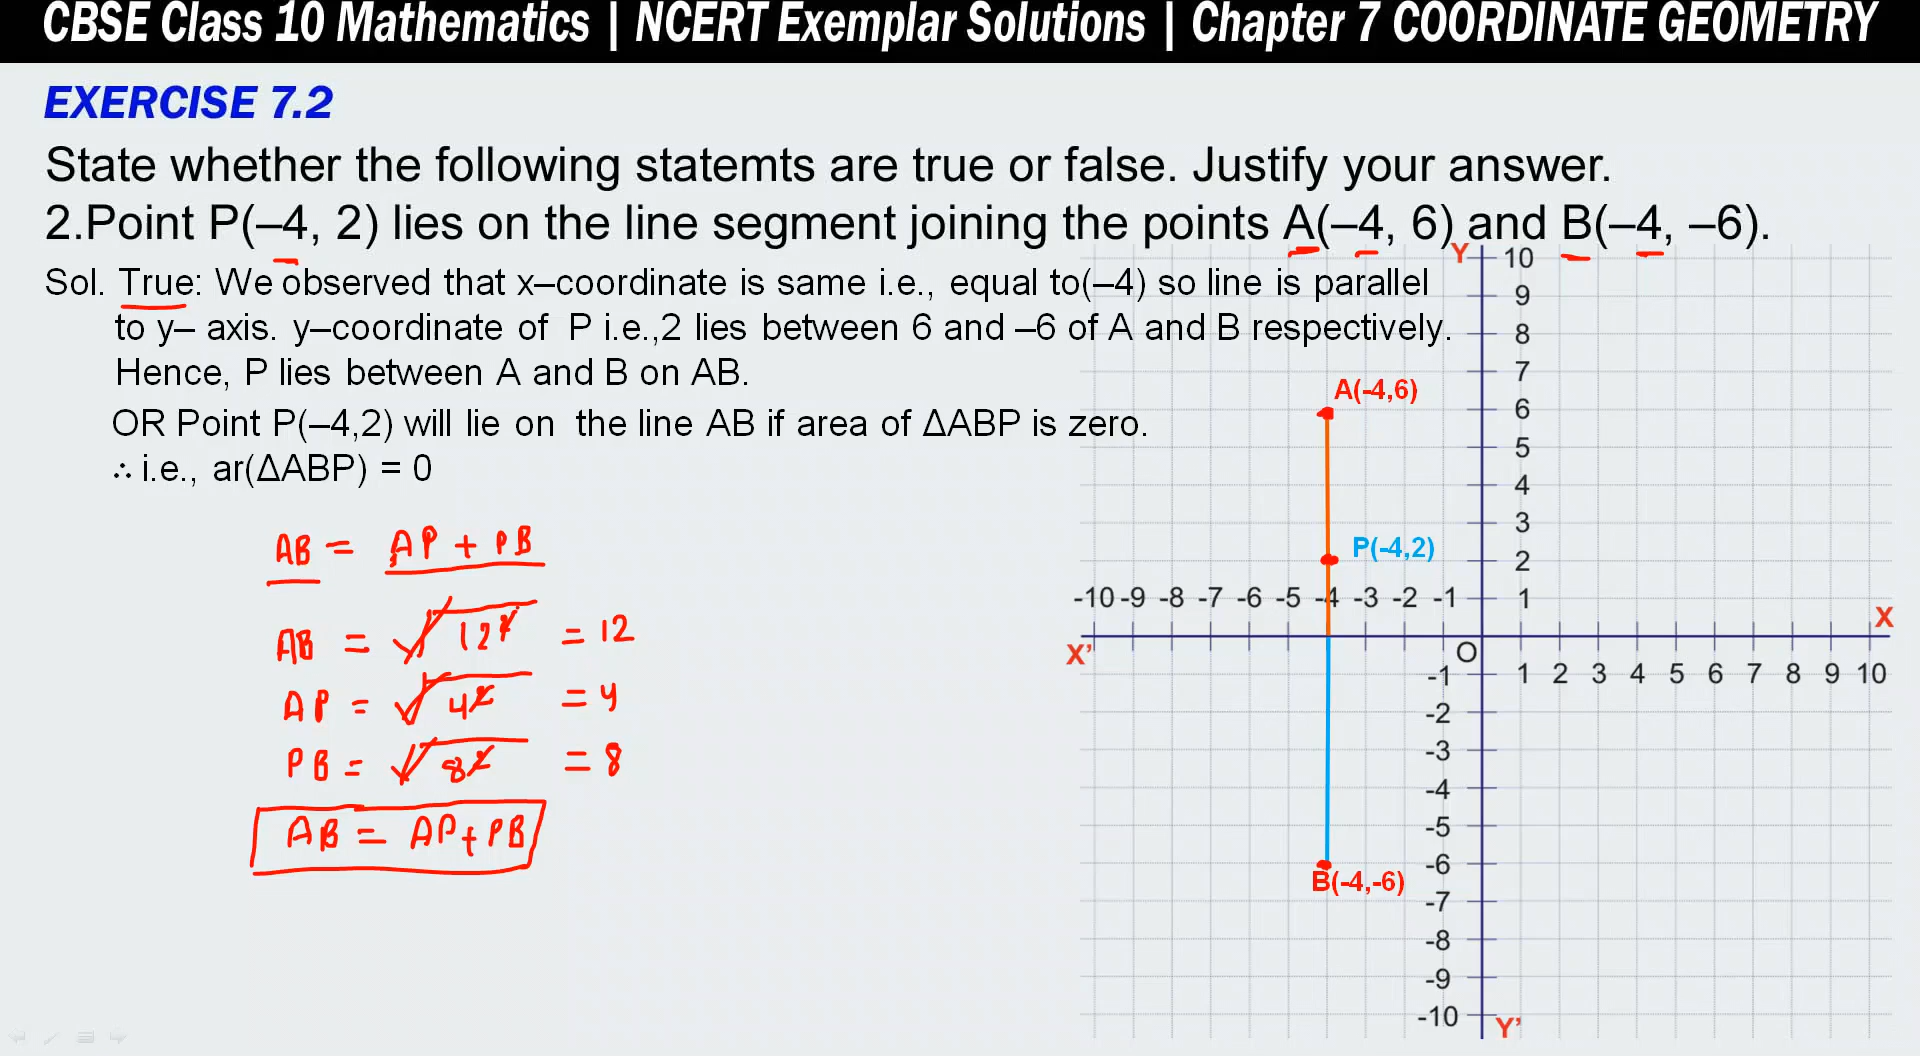 CBSE Class 10 Mathematics | NCERT Exemplar Solutions | Chapter 7 COORDINATE GEOMETRY
EXERCISE 7.2
State whether the following statemts are true or false. Justify your answer.
2.Point P(–4, 2) lies on the line segment joining the points A(–4, 6) and B(–4, –6).
Sol. True: We observed that x–coordinate is same i.e., equal to(–4) so line is parallel
to y– axis. y–coordinate of P i.e.,2 lies between 6 and –6 of A and B respectively.
Hence, P lies between A and B on AB.
OR Point P(–4,2) will lie on the line AB if area of ΔABP is zero.
∴ i.e., ar(ΔABP) = 0
AB = AP + PB
AB = √12² = 12
AP = √4² = 4
PB = √8² = 8
AB = AP + PB
Y 10
9
8
7
A(-4,6)
6
5
4
3
P(-4,2) 2
-10 -9 -8 -7 -6 -5 -4 -3 -2 -1 1
X
X' O
-1 1 2 3 4 5 6 7 8 9 10
-2
-3
-4
-5
-6
B(-4,-6)
-7
-8
-9
-10 Y'